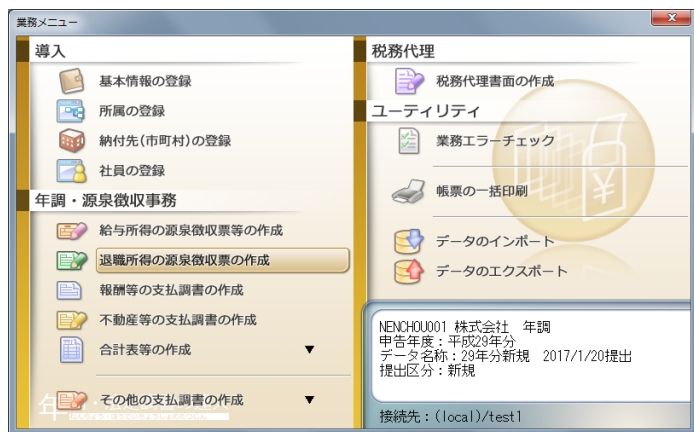 業務メニュー
導入
基本情報の登録
所属の登録
納付先(市町村)の登録
社員の登録
年調・源泉徴収事務
給与所得の源泉徴収票等の作成
退職所得の源泉徴収票の作成
報酬等の支払調書の作成
不動産等の支払調書の作成
合計表等の作成 ▼
その他の支払調書の作成 ▼
税務代理
税務代理書面の作成
ユーティリティ
業務エラーチェック
帳票の一括印刷
データのインポート
データのエクスポート
NENCHOU001 株式会社 年調
申告年度:平成29年分
データ名称:29年分新規 2017/1/20提出
提出区分:新規
接続先:(local)/test1